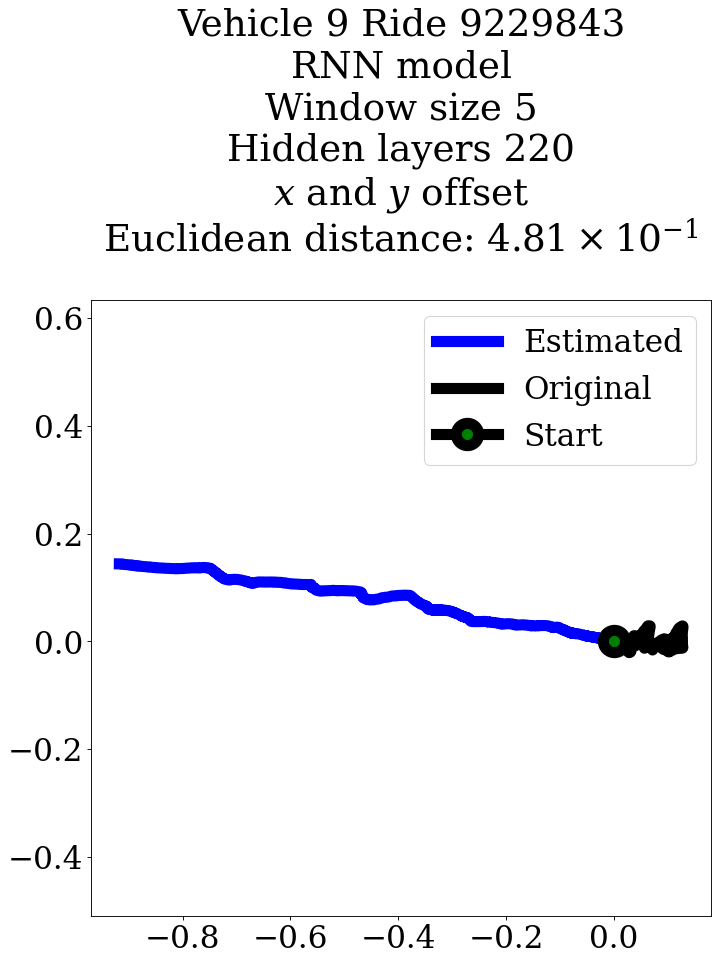 Vehicle 9 Ride 9229843
RNN model
Window size 5
Hidden layers 220
x and y offset
Euclidean distance: 4.81 × 10⁻¹
Estimated
Original
Start
0.6
0.4
0.2
0.0
−0.2
−0.4
−0.8 −0.6 −0.4 −0.2 0.0